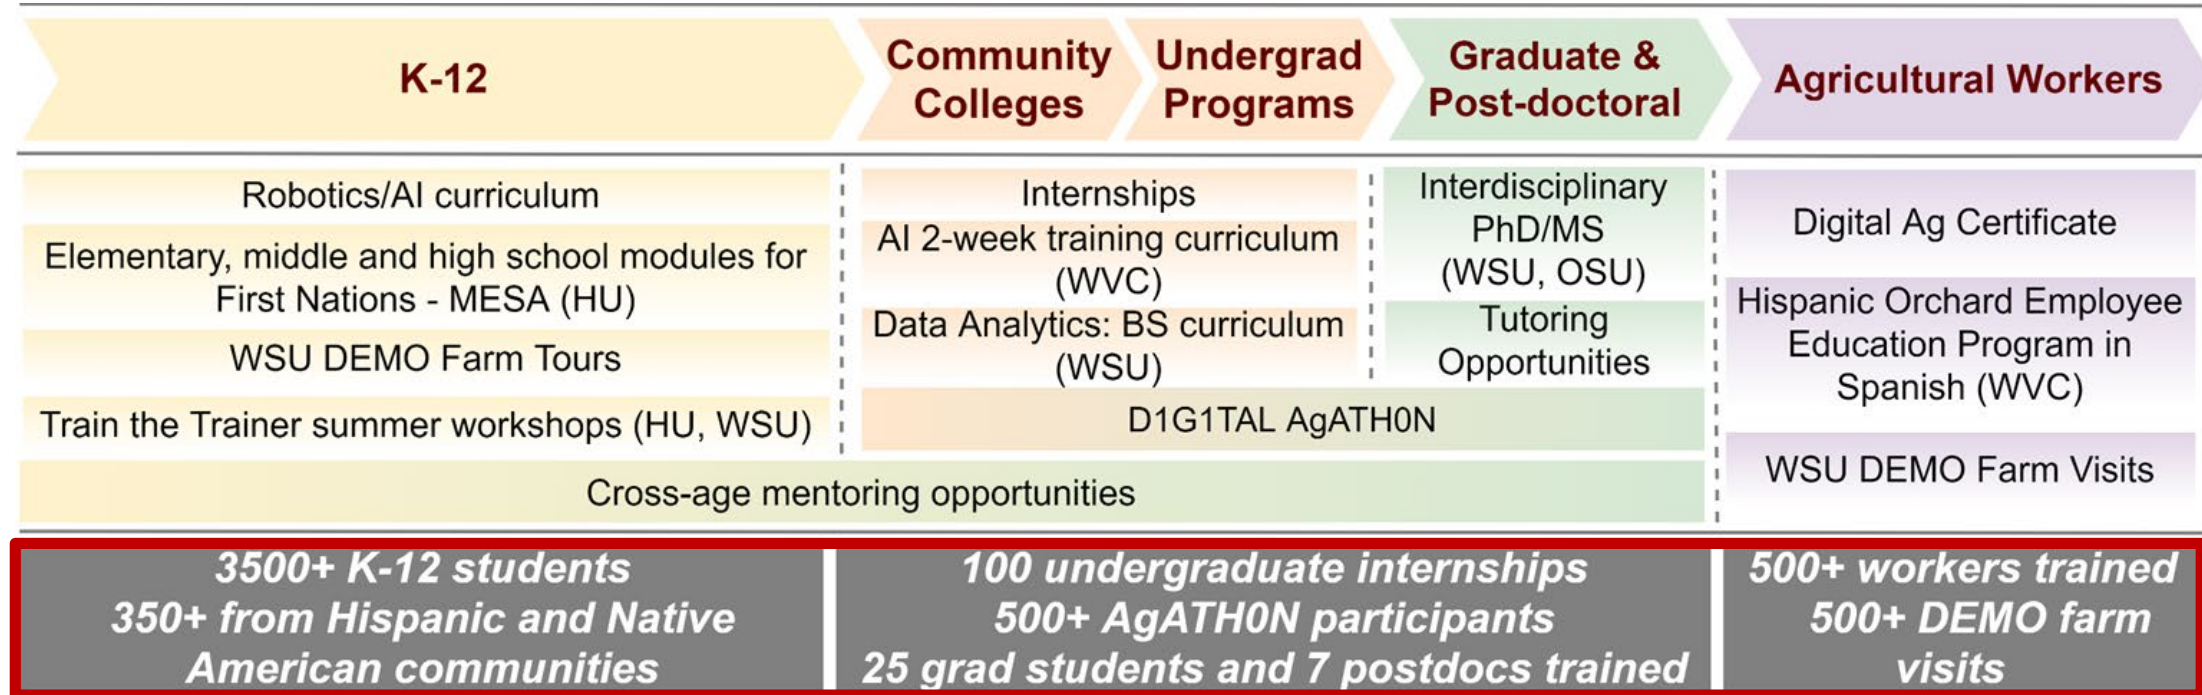 K-12
Community
Colleges
Undergrad
Programs
Graduate &
Post-doctoral
Agricultural Workers
Robotics/AI curriculum
Elementary, middle and high school modules for
First Nations - MESA (HU)
WSU DEMO Farm Tours
Train the Trainer summer workshops (HU, WSU)
Internships
AI 2-week training curriculum
(WVC)
Data Analytics: BS curriculum
(WSU)
Interdisciplinary
PhD/MS
(WSU, OSU)
Tutoring
Opportunities
D1G1TAL AgATH0N
Cross-age mentoring opportunities
Digital Ag Certificate
Hispanic Orchard Employee
Education Program in
Spanish (WVC)
WSU DEMO Farm Visits
3500+ K-12 students
350+ from Hispanic and Native
American communities
100 undergraduate internships
500+ AgATH0N participants
25 grad students and 7 postdocs trained
500+ workers trained
500+ DEMO farm
visits